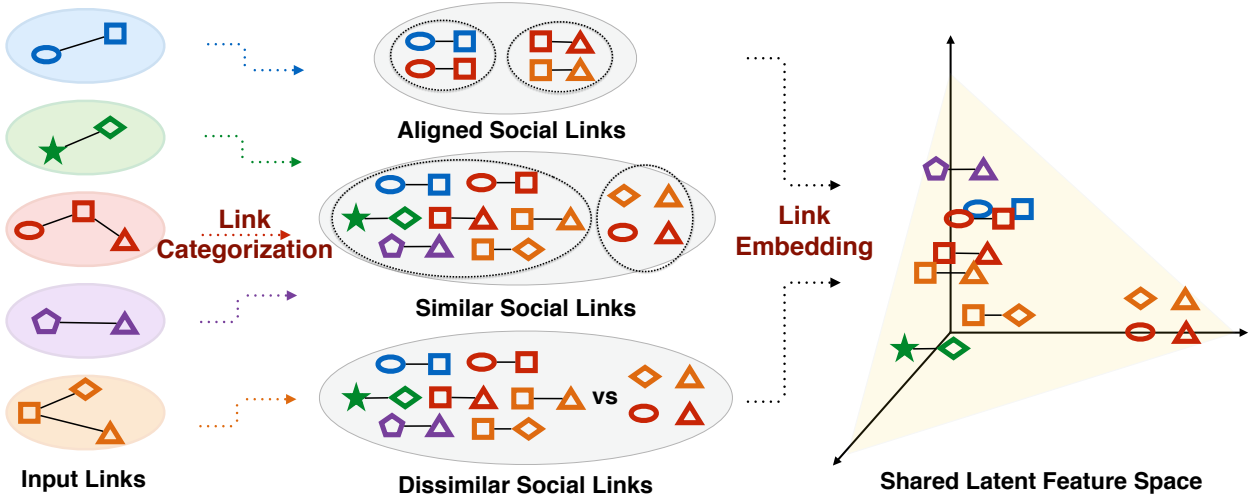 Aligned Social Links
Link
Categorization
Link
Embedding
Similar Social Links
vs
Input Links
Dissimilar Social Links
Shared Latent Feature Space